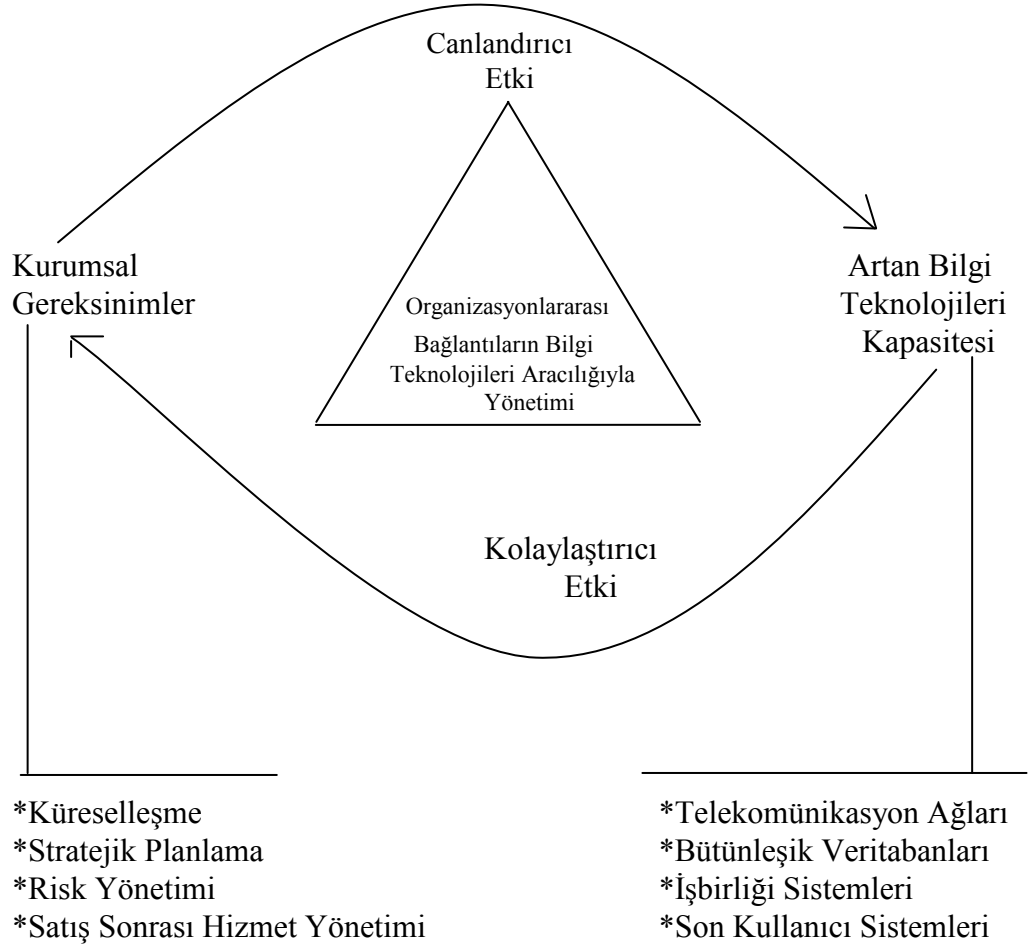 Canlandırıcı
Etki
Kurumsal
Gereksinimler
Organizasyonlararası
Bağlantıların Bilgi
Teknolojileri Aracılığıyla
Yönetimi
Artan Bilgi
Teknolojileri
Kapasitesi
Kolaylaştırıcı
Etki
*Küreselleşme
*Stratejik Planlama
*Risk Yönetimi
*Satış Sonrası Hizmet Yönetimi
*Telekomünikasyon Ağları
*Bütünleşik Veritabanları
*İşbirliği Sistemleri
*Son Kullanıcı Sistemleri